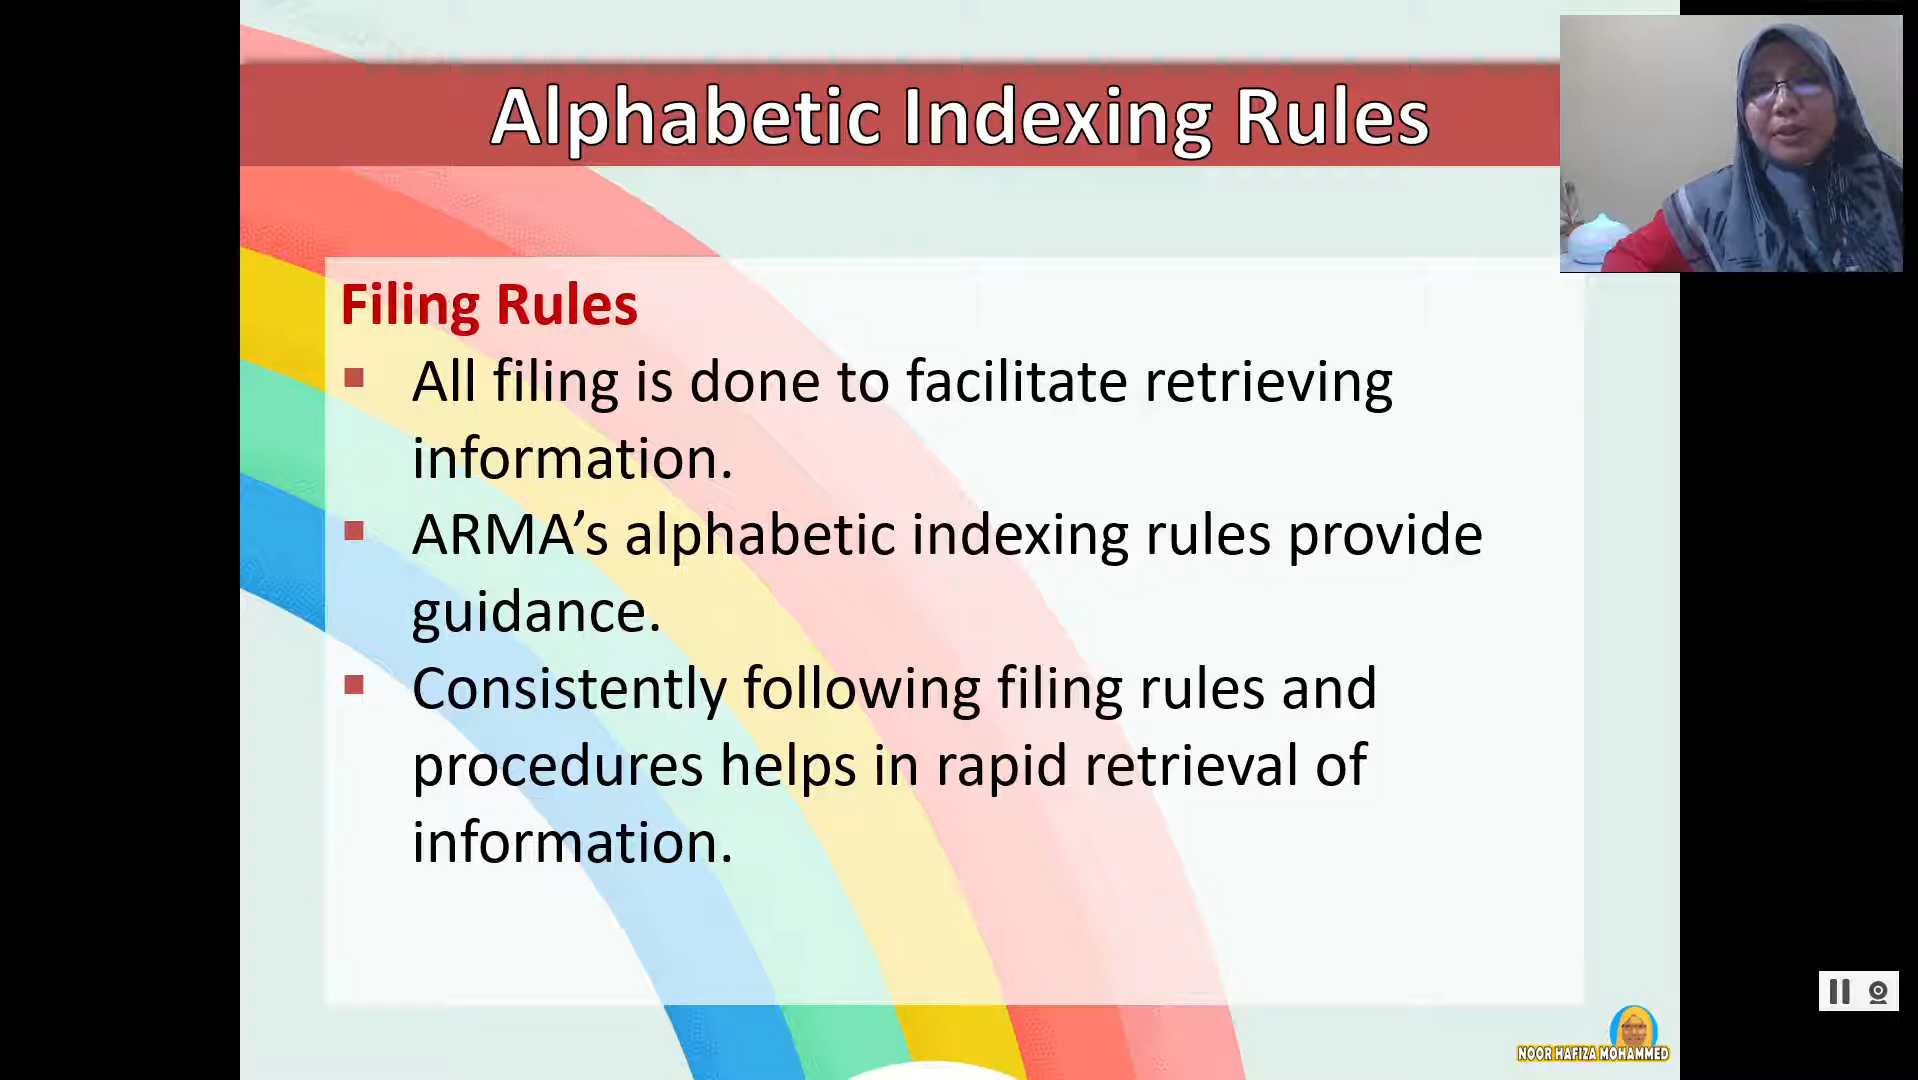 Alphabetic Indexing Rules
Filing Rules
▪ All filing is done to facilitate retrieving
information.
▪ ARMA’s alphabetic indexing rules provide
guidance.
▪ Consistently following filing rules and
procedures helps in rapid retrieval of
information.
NOOR HAFIZA MOHAMMED